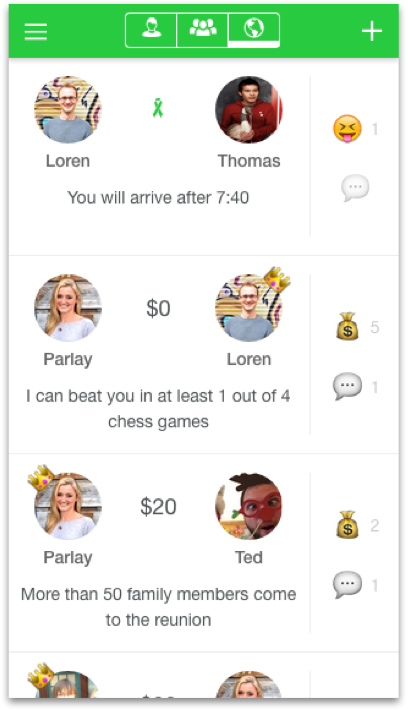 Loren
Thomas
1
You will arrive after 7:40
$0
5
Parlay
Loren
1
I can beat you in at least 1 out of 4
chess games
$20
2
Parlay
Ted
1
More than 50 family members come
to the reunion